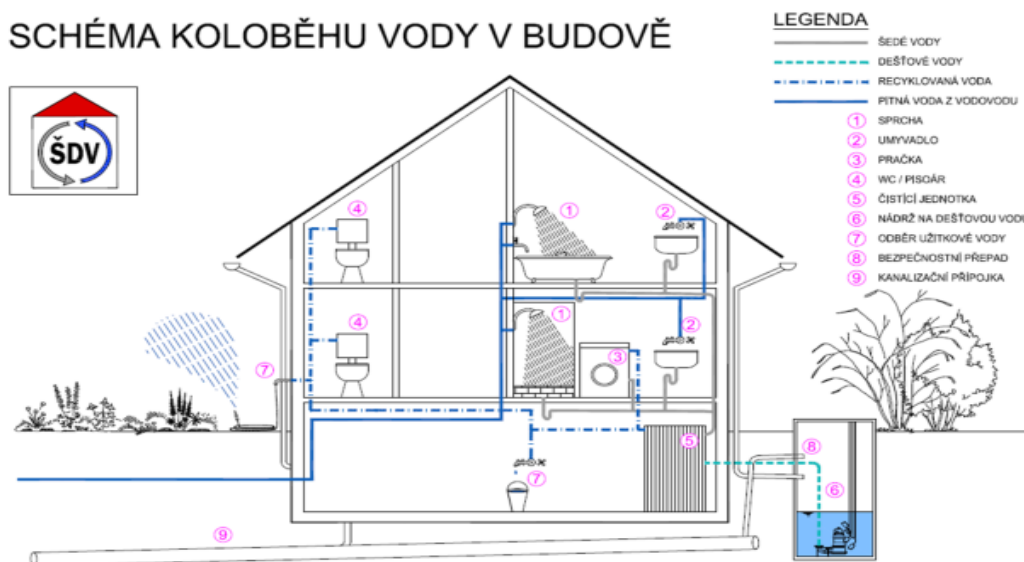 SCHÉMA KOLOBĚHU VODY V BUDOVĚ
ŠDV
LEGENDA
ŠEDÉ VODY
DEŠŤOVÉ VODY
RECYKLOVANÁ VODA
PITNÁ VODA Z VODOVODU
1 SPRCHA
2 UMYVADLO
3 PRAČKA
4 WC / PISOÁR
5 ČISTÍCÍ JEDNOTKA
6 NÁDRŽ NA DEŠŤOVOU VODU
7 ODBĚR UŽITKOVÉ VODY
8 BEZPEČNOSTNÍ PŘEPAD
9 KANALIZAČNÍ PŘÍPOJKA
4
1
2
4
1
2
3
7
5
8
7
6
9